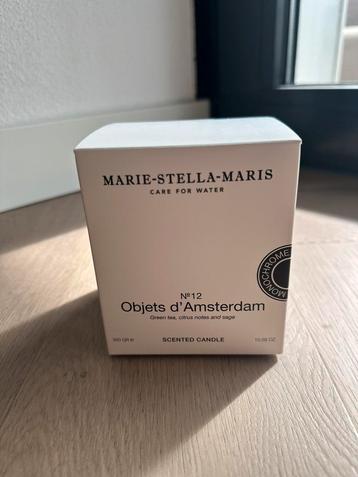 MARIE-STELLA-MARIS
CARE FOR WATER
MONOCHROME
Nº12
Objets d'Amsterdam
Green tea, citrus notes and sage
SCENTED CANDLE